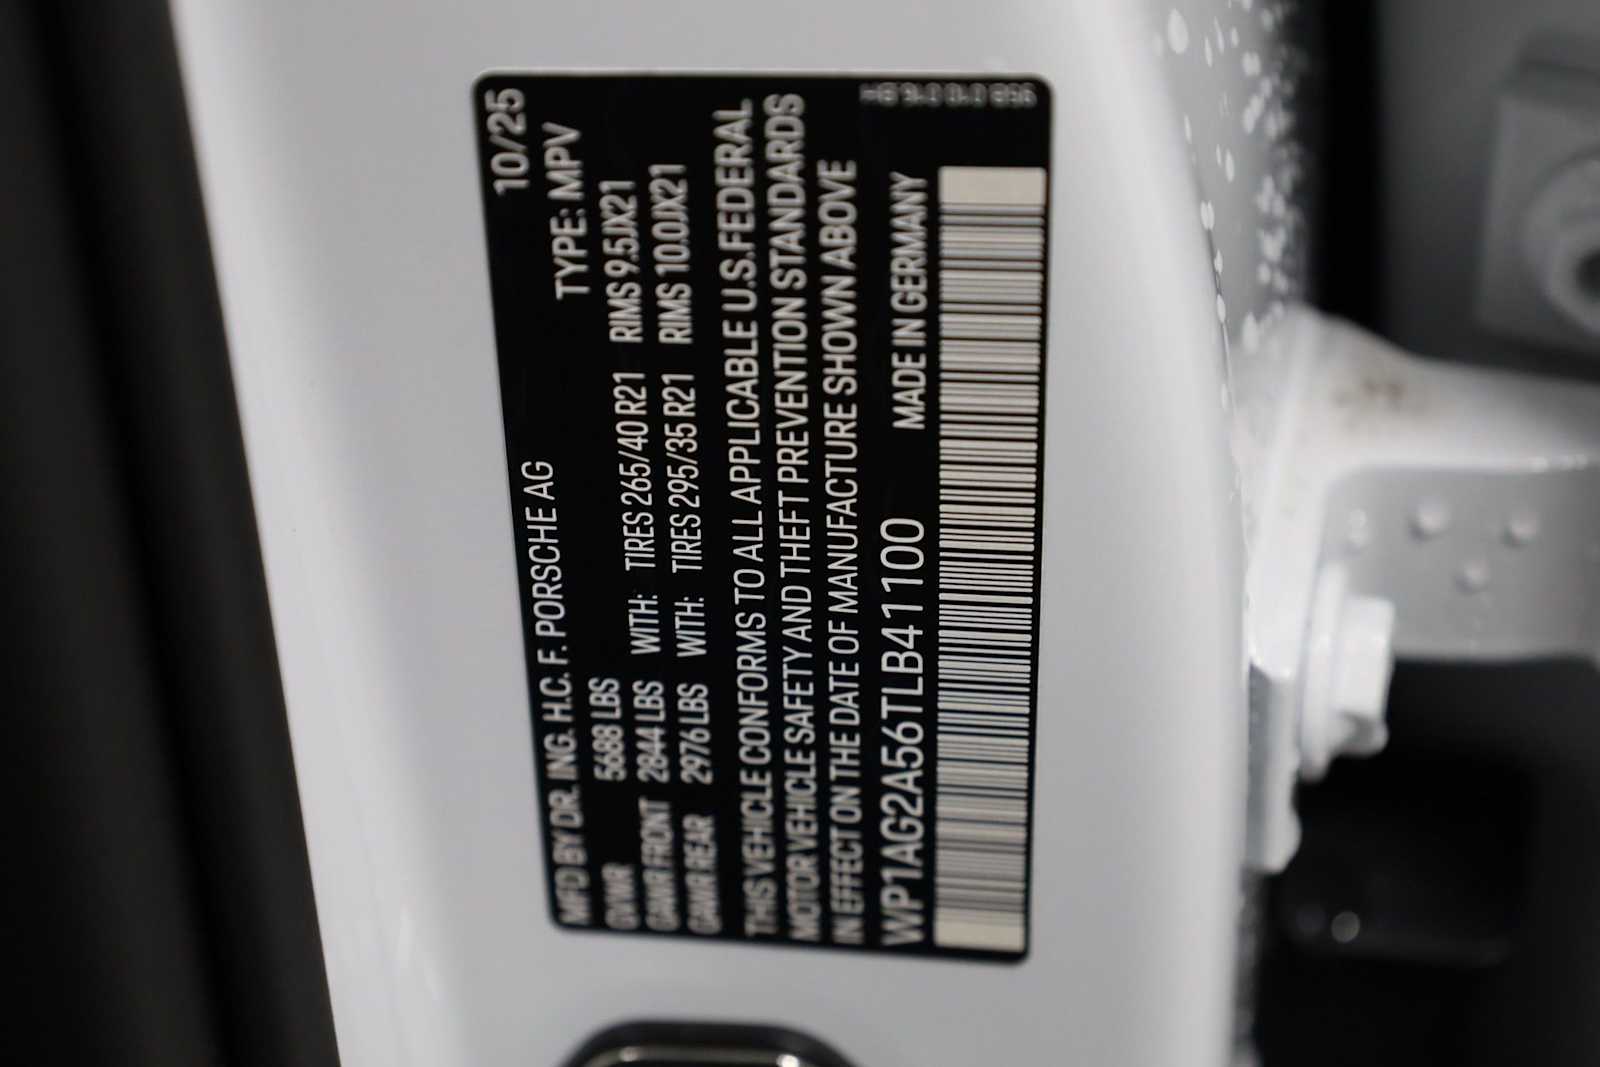 10/25
MFD BY DR. ING. H.C. F. PORSCHE AG
TYPE: MPV
GVWR 5688 LBS
GAWR FRONT 2844 LBS WITH: TIRES 265/40 R21 RIMS 9.5JX21
GAWR REAR 2976 LBS WITH: TIRES 295/35 R21 RIMS 10.0JX21
THIS VEHICLE CONFORMS TO ALL APPLICABLE U.S.FEDERAL
MOTOR VEHICLE SAFETY AND THEFT PREVENTION STANDARDS
IN EFFECT ON THE DATE OF MANUFACTURE SHOWN ABOVE
WP1AG2A56TLB41100 MADE IN GERMANY